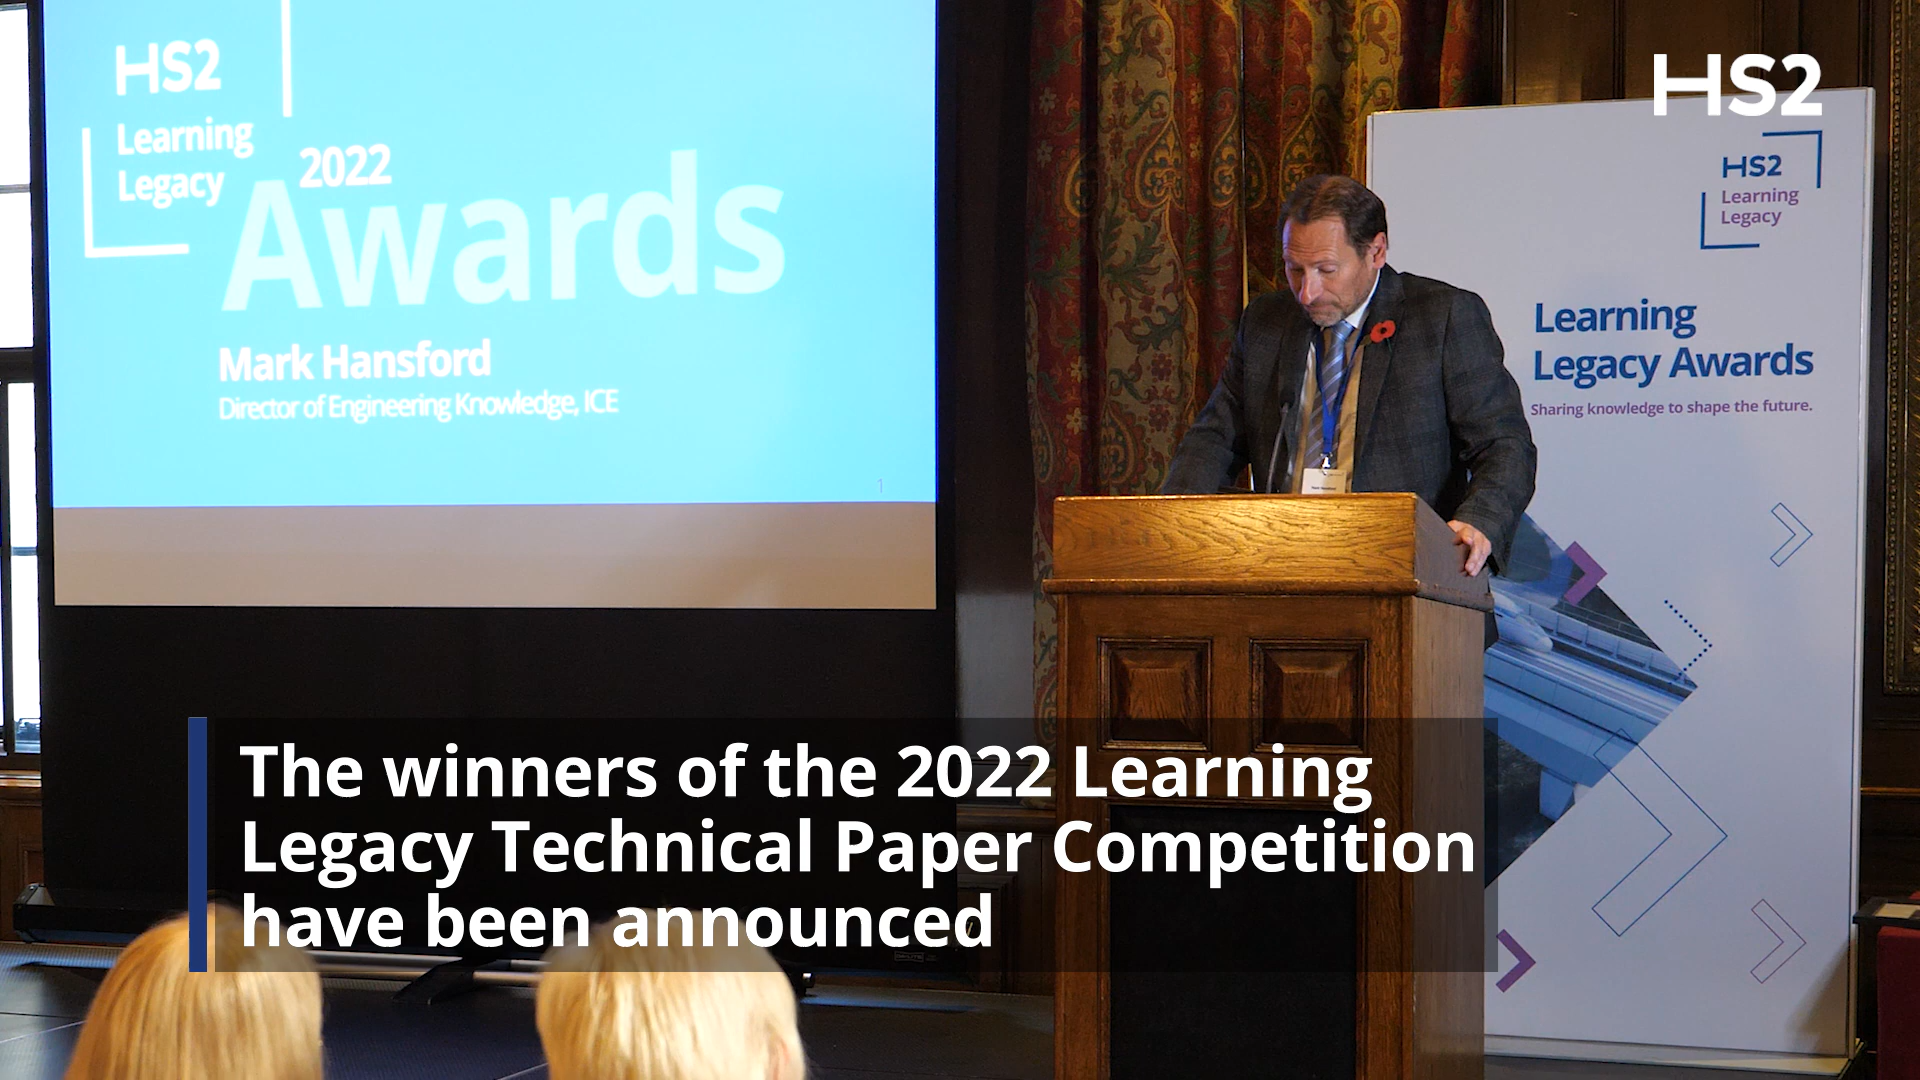 HS2
Learning
Legacy
2022
Awards
Mark Hansford
Director of Engineering Knowledge, ICE
1
HS2
HS2
Learning
Legacy
Learning
Legacy Awards
Sharing knowledge to shape the future.
The winners of the 2022 Learning
Legacy Technical Paper Competition
have been announced